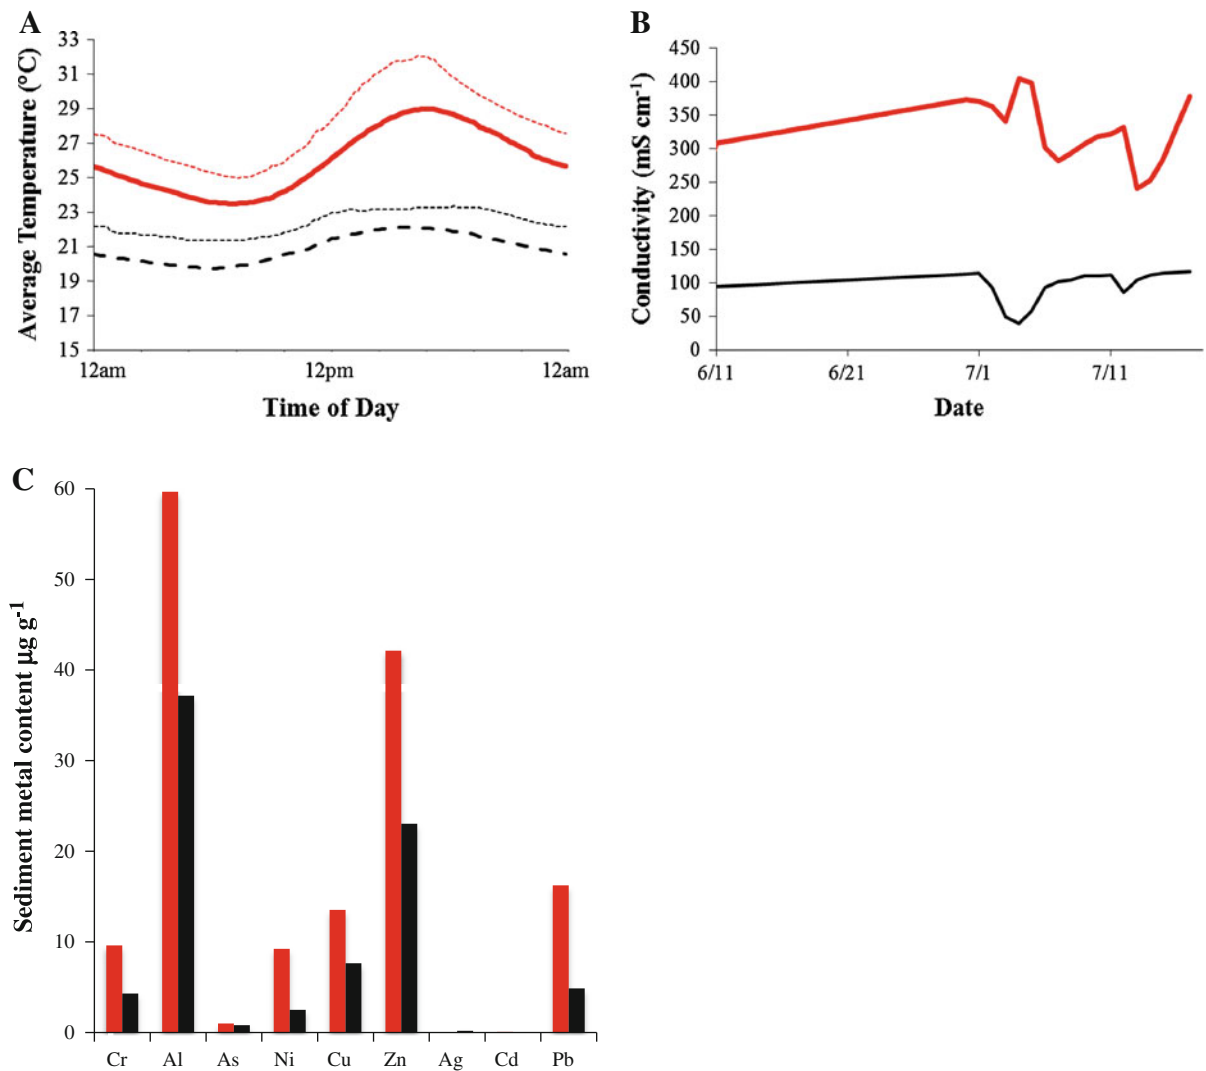 A
Average Temperature (°C)
33
31
29
27
25
23
21
19
17
15
12am 12pm 12am
Time of Day
B
Conductivity (mS cm-1)
450
400
350
300
250
200
150
100
50
0
6/11 6/21 7/1 7/11
Date
C
Sediment metal content µg g-1
60
50
40
30
20
10
0
Cr Al As Ni Cu Zn Ag Cd Pb